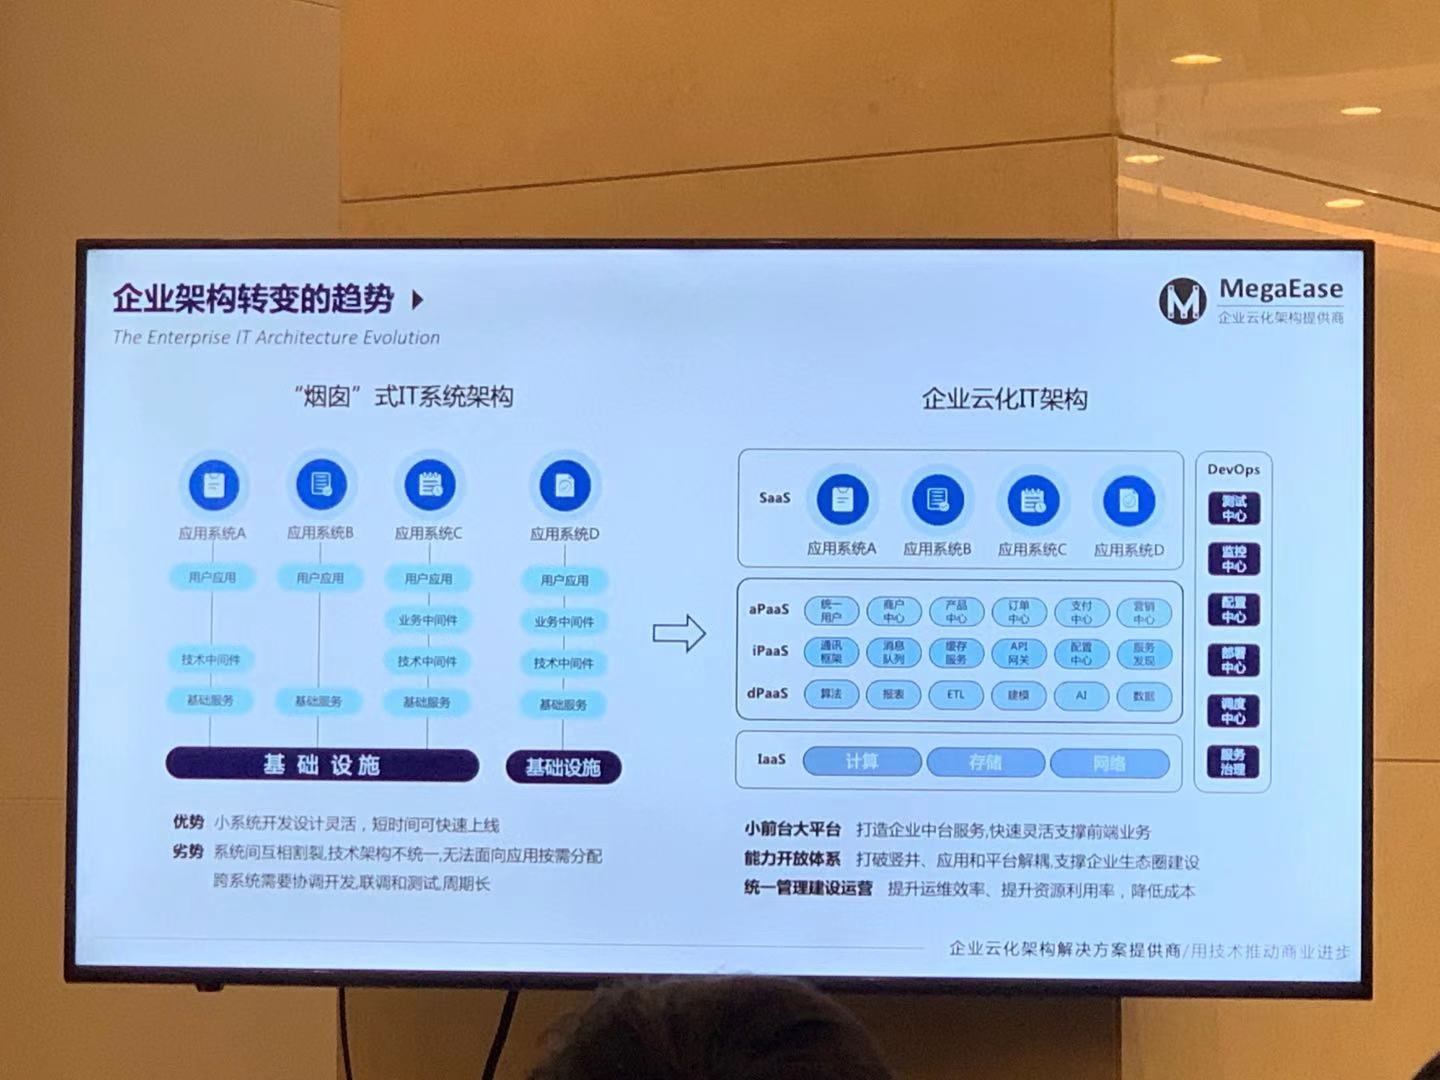 企业架构转变的趋势
The Enterprise IT Architecture Evolution
MegaEase
企业云化架构提供商
“烟囱”式IT系统架构
应用系统A
应用系统B
应用系统C
应用系统D
用户应用
用户应用
用户应用
用户应用
业务中间件
业务中间件
技术中间件
技术中间件
技术中间件
基础服务
基础服务
基础服务
基础服务
基础设施
基础设施
优势 小系统开发设计灵活，短时间可快速上线
劣势 系统间互相割裂,技术架构不统一,无法面向应用按需分配
跨系统需要协调开发,联调和测试,周期长
企业云化IT架构
SaaS
应用系统A
应用系统B
应用系统C
应用系统D
aPaaS
统一
用户
商户
中心
产品
中心
订单
中心
支付
中心
营销
中心
iPaaS
通讯
框架
消息
队列
缓存
服务
API
网关
配置
中心
服务
发现
dPaaS
算法
报表
ETL
建模
AI
数据
IaaS
计算
存储
网络
DevOps
测试
中心
监控
中心
配置
中心
部署
中心
调度
中心
服务
治理
小前台大平台 打造企业中台服务,快速灵活支撑前端业务
能力开放体系 打破竖井、应用和平台解耦,支撑企业生态圈建设
统一管理建设运营 提升运维效率、提升资源利用率，降低成本
企业云化架构解决方案提供商/用技术推动商业进步